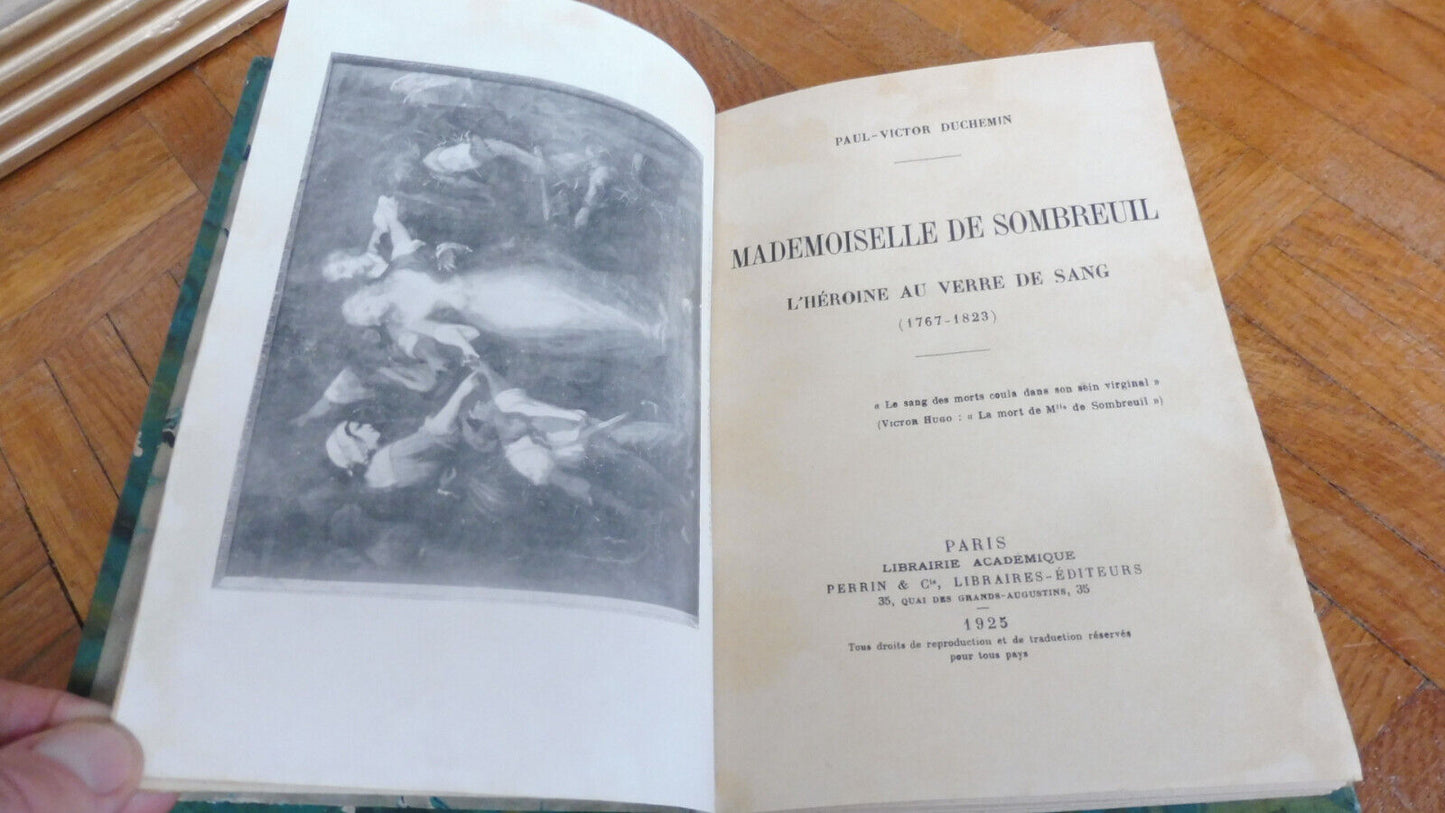 PAUL-VICTOR DUCHEMIN
MADEMOISELLE DE SOMBREUIL
L'HÉROINE AU VERRE DE SANG
(1767-1823)
« Le sang des morts coula dans son sein virginal »
(VICTOR HUGO : « La mort de Mlle de Sombreuil »)
PARIS
LIBRAIRIE ACADÉMIQUE
PERRIN & Cie, LIBRAIRES-ÉDITEURS
35, QUAI DES GRANDS-AUGUSTINS, 35
1925
Tous droits de reproduction et de traduction réservés
pour tous pays